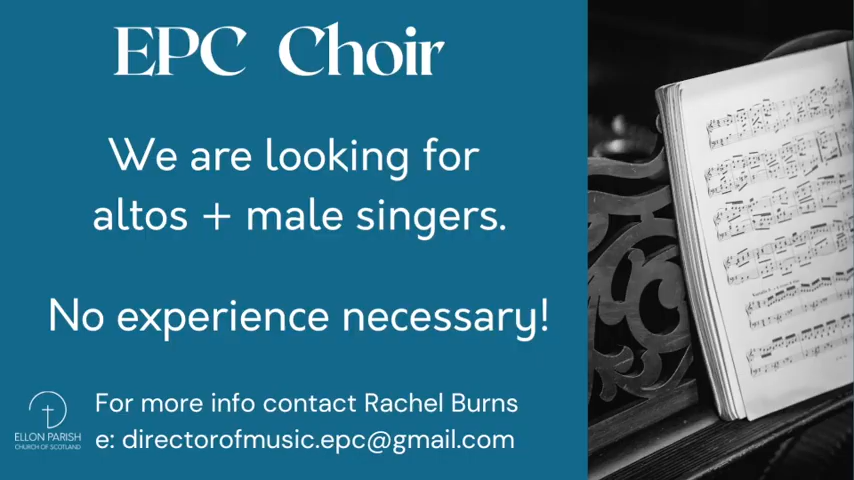 EPC Choir
We are looking for
altos + male singers.
No experience necessary!
For more info contact Rachel Burns
e: directorofmusic.epc@gmail.com
ELLON PARISH
CHURCH OF SCOTLAND